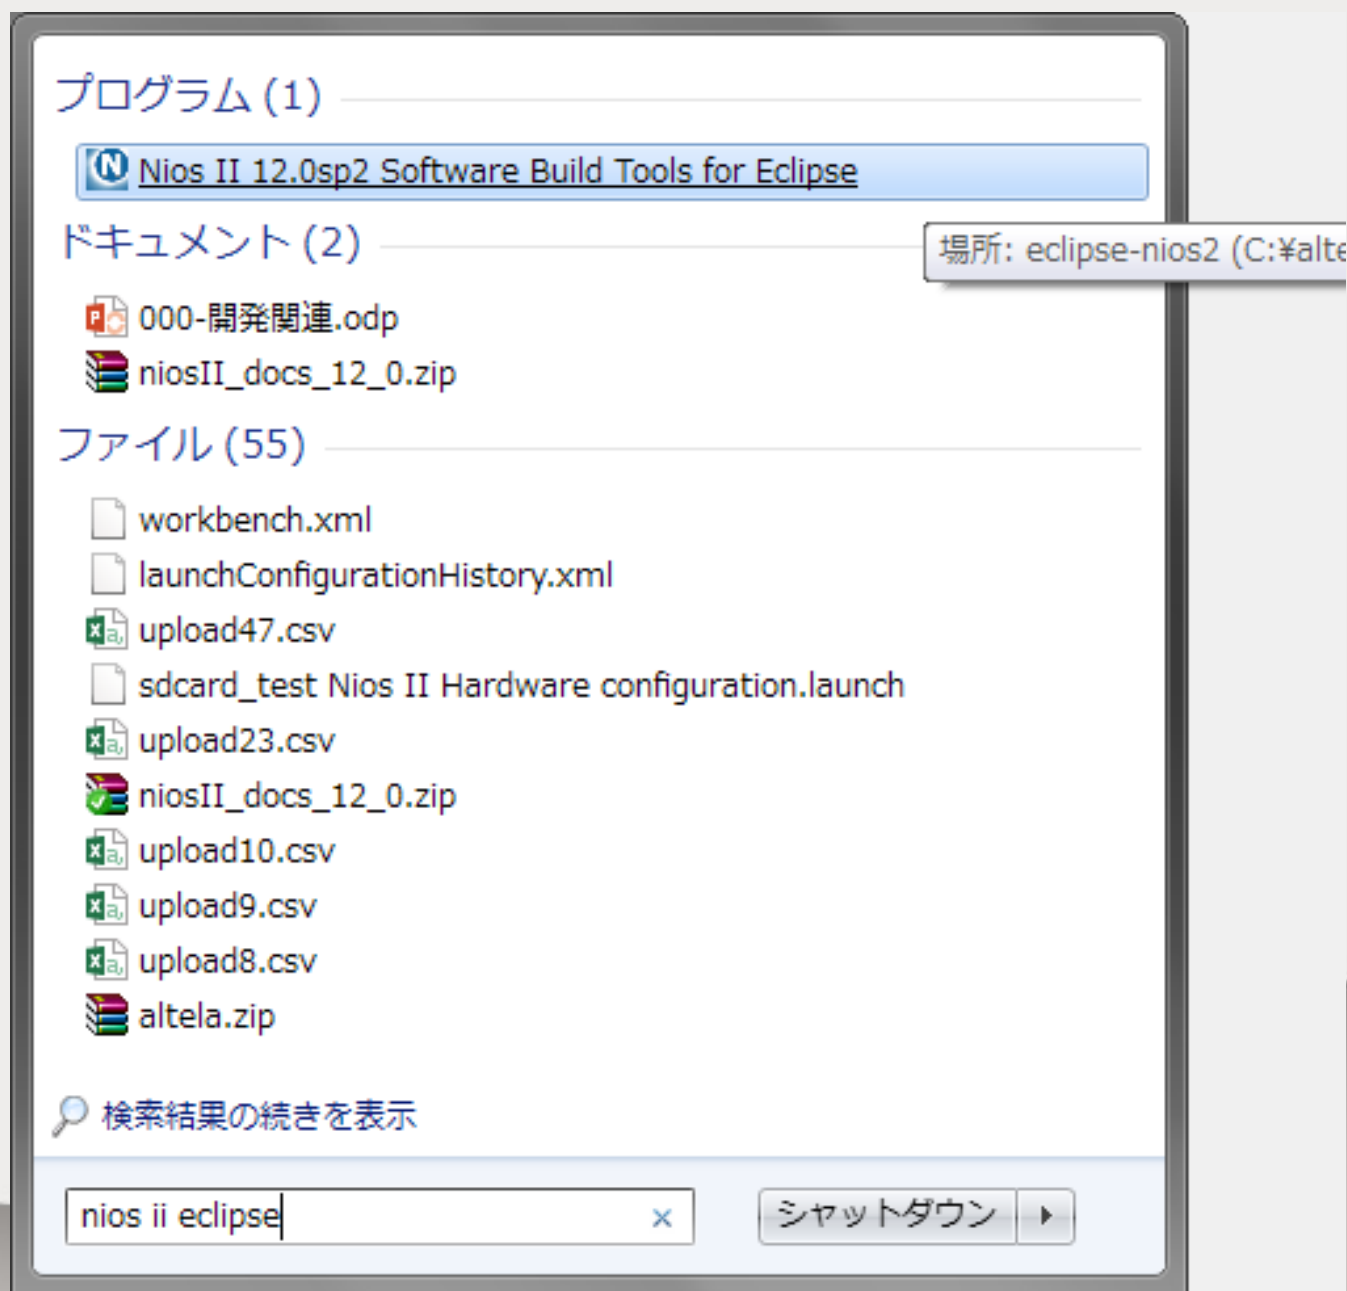 プログラム (1)
Nios II 12.0sp2 Software Build Tools for Eclipse
ドキュメント (2)
場所: eclipse-nios2 (C:¥alte
000-開発関連.odp
niosII_docs_12_0.zip
ファイル (55)
workbench.xml
launchConfigurationHistory.xml
upload47.csv
sdcard_test Nios II Hardware configuration.launch
upload23.csv
niosII_docs_12_0.zip
upload10.csv
upload9.csv
upload8.csv
altela.zip
検索結果の続きを表示
nios ii eclipse
シャットダウン